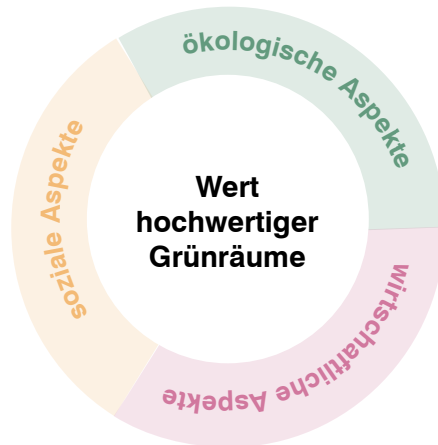 ökologische Aspekte
soziale Aspekte
Wert
hochwertiger
Grünräume
wirtschaftliche Aspekte